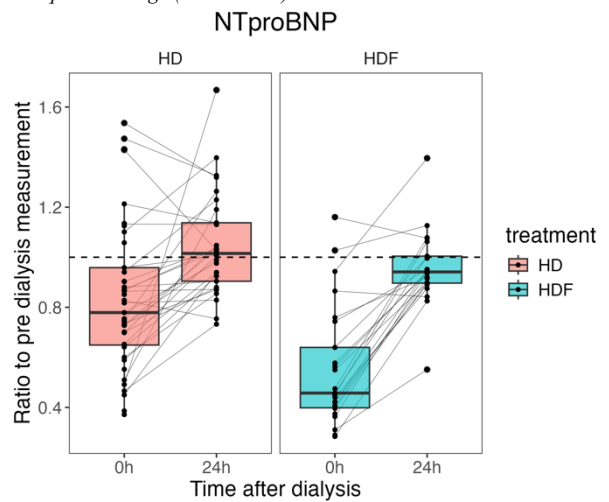 NTproBNP
HD HDF
Ratio to pre dialysis measurement
1.6
1.2
0.8
0.4
0h 24h 0h 24h
Time after dialysis
treatment
HD
HDF